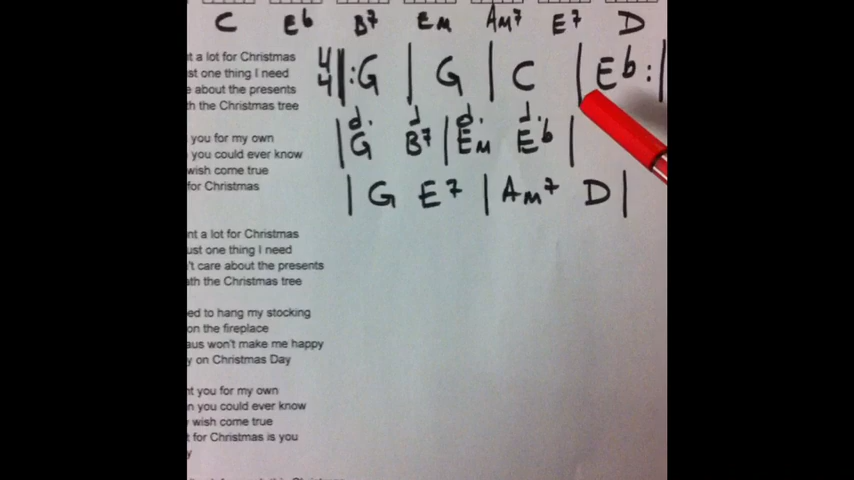 C Eb B7 Em Am7 E7 D
t a lot for Christmas
ust one thing I need
about the presents
th the Christmas tree
you for my own
you could ever know
wish come true
for Christmas
4/4 |: G | G | C | Eb :|
| G B7 | Em Eb |
| G E7 | Am7 D |
nt a lot for Christmas
ust one thing I need
't care about the presents
ath the Christmas tree
ed to hang my stocking
on the fireplace
aus won't make me happy
y on Christmas Day
t you for my own
n you could ever know
wish come true
t for Christmas is you
y